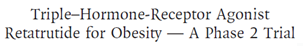 Triple–Hormone-Receptor Agonist
Retatrutide for Obesity — A Phase 2 Trial